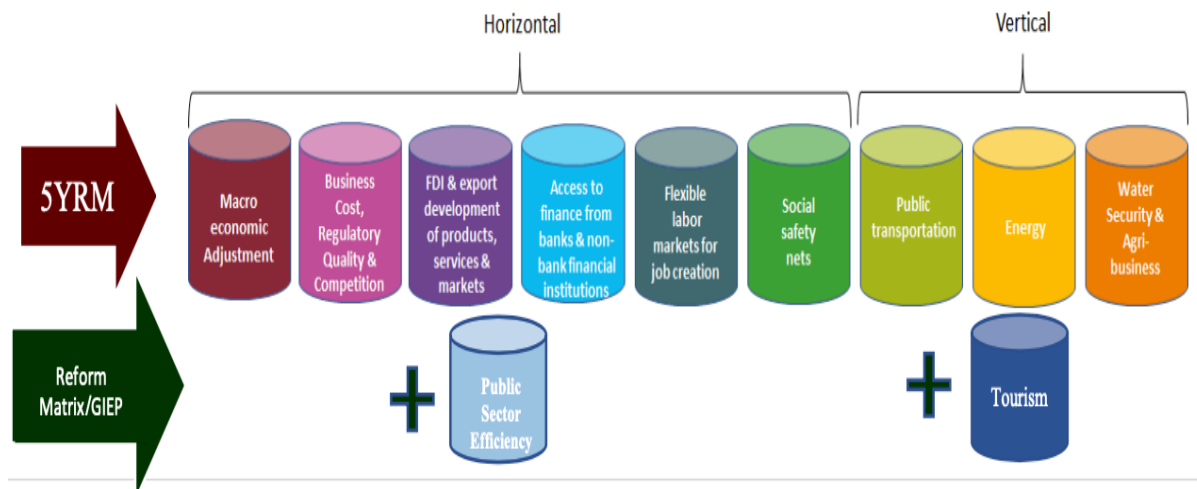 Horizontal
Vertical
5YRM
Macro
economic
Adjustment
Business
Cost,
Regulatory
Quality &
Competition
FDI & export
development
of products,
services &
markets
Access to
finance from
banks & non-
bank financial
institutions
Flexible
labor
markets for
job creation
Social
safety
nets
Public
transportation
Energy
Water
Security &
Agri-
business
Reform
Matrix/GIEP
Public
Sector
Efficiency
Tourism